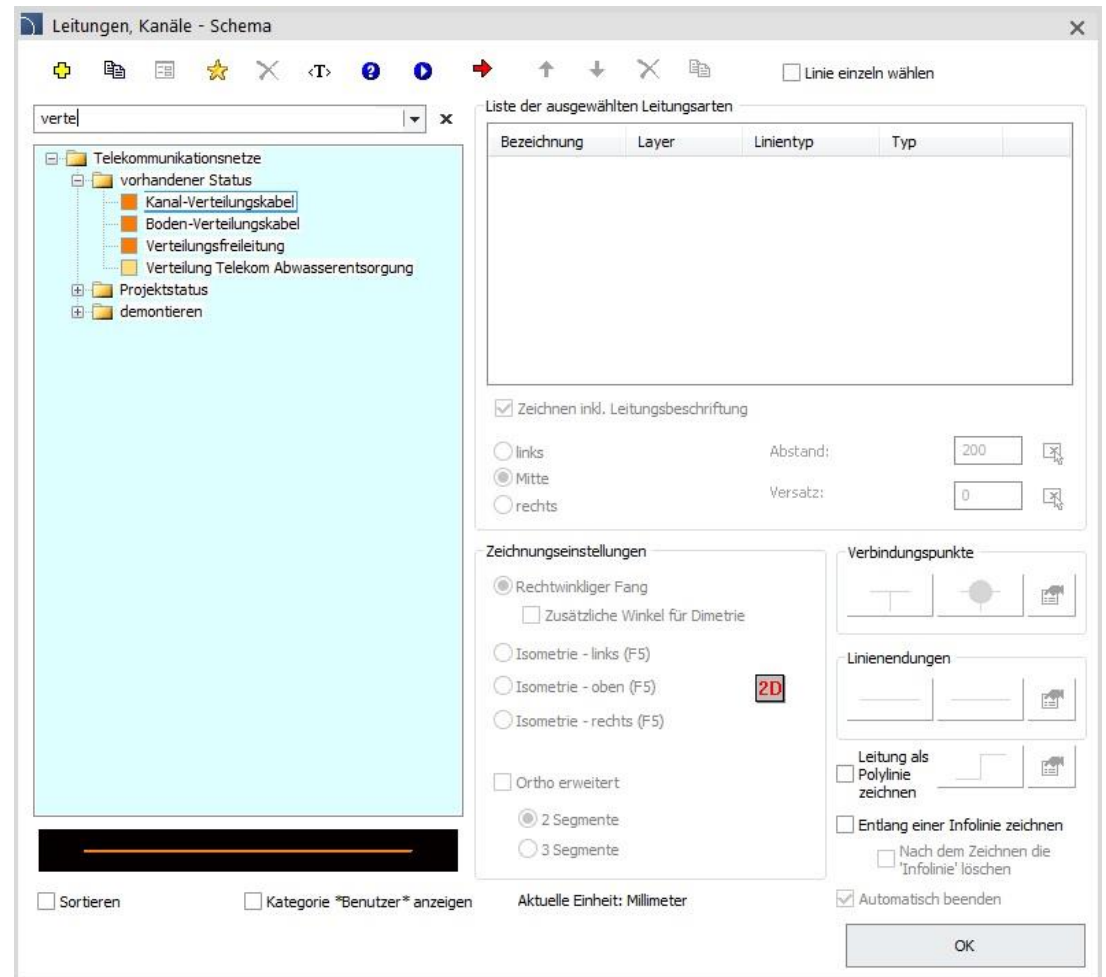 Leitungen, Kanäle - Schema
<T>
Linie einzeln wählen
verte
Telekommunikationsnetze
vorhandener Status
Kanal-Verteilungskabel
Boden-Verteilungskabel
Verteilungsfreileitung
Verteilung Telekom Abwasserentsorgung
Projektstatus
demontieren
Sortieren
Kategorie *Benutzer* anzeigen
Liste der ausgewählten Leitungsarten
Bezeichnung Layer Linientyp Typ
Zeichnen inkl. Leitungsbeschriftung
links
Mitte
rechts
Abstand: 200
Versatz: 0
Zeichnungseinstellungen
Rechtwinkliger Fang
Zusätzliche Winkel für Dimetrie
Isometrie - links (F5)
Isometrie - oben (F5)
Isometrie - rechts (F5)
2D
Ortho erweitert
2 Segmente
3 Segmente
Aktuelle Einheit: Millimeter
Verbindungspunkte
Linienendungen
Leitung als
Polylinie
zeichnen
Entlang einer Infolinie zeichnen
Nach dem Zeichnen die
'Infolinie' löschen
Automatisch beenden
OK